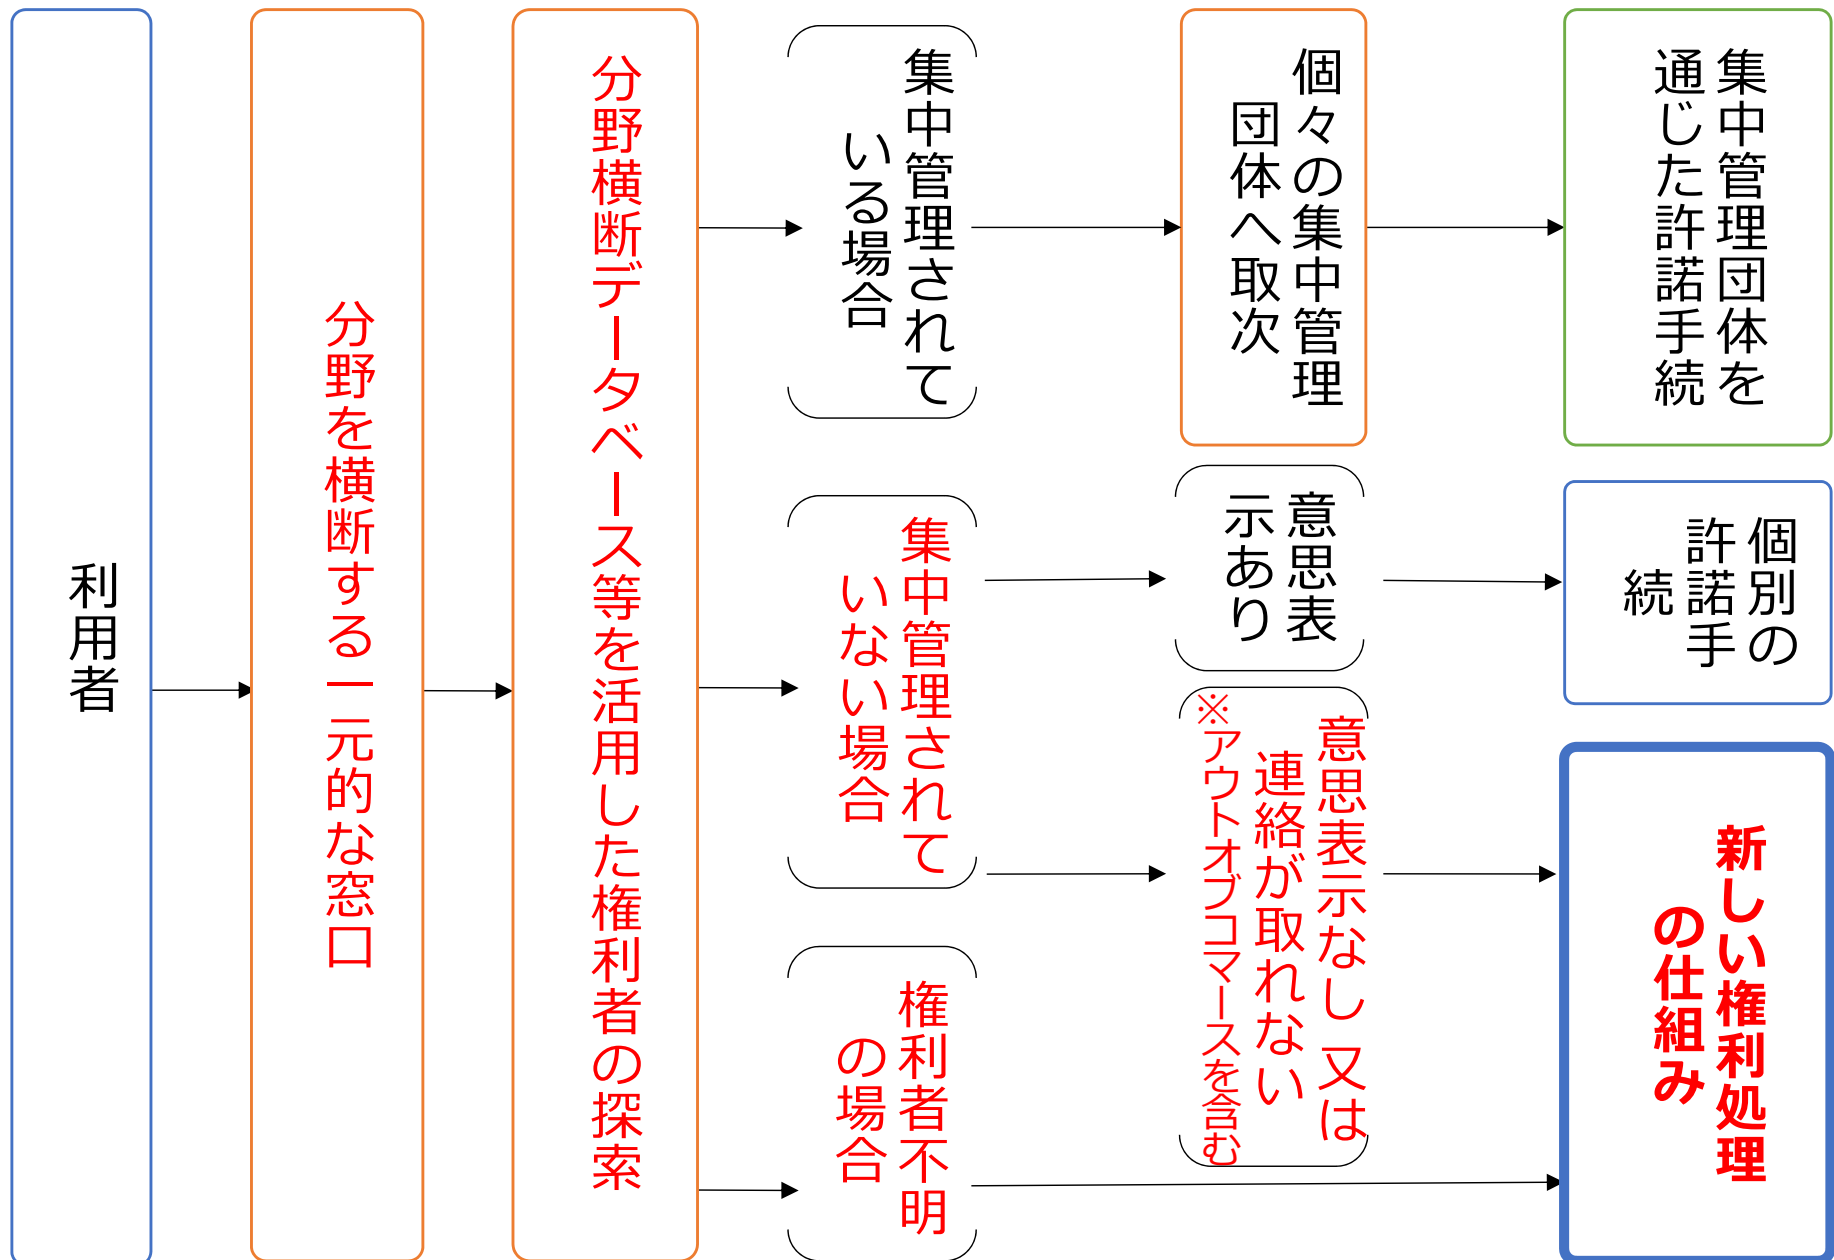 利用者
分野を横断する一元的な窓口
分野横断データベース等を活用した権利者の探索
集中管理されて
いる場合
個々の集中管理
団体へ取次
集中管理団体を
通じた許諾手続
集中管理されて
いない場合
意思表
示あり
個別の
許諾手
続
意思表示なし又は
連絡が取れない
※アウトオブコマースを含む
権利者不明
の場合
新しい権利処理
の仕組み